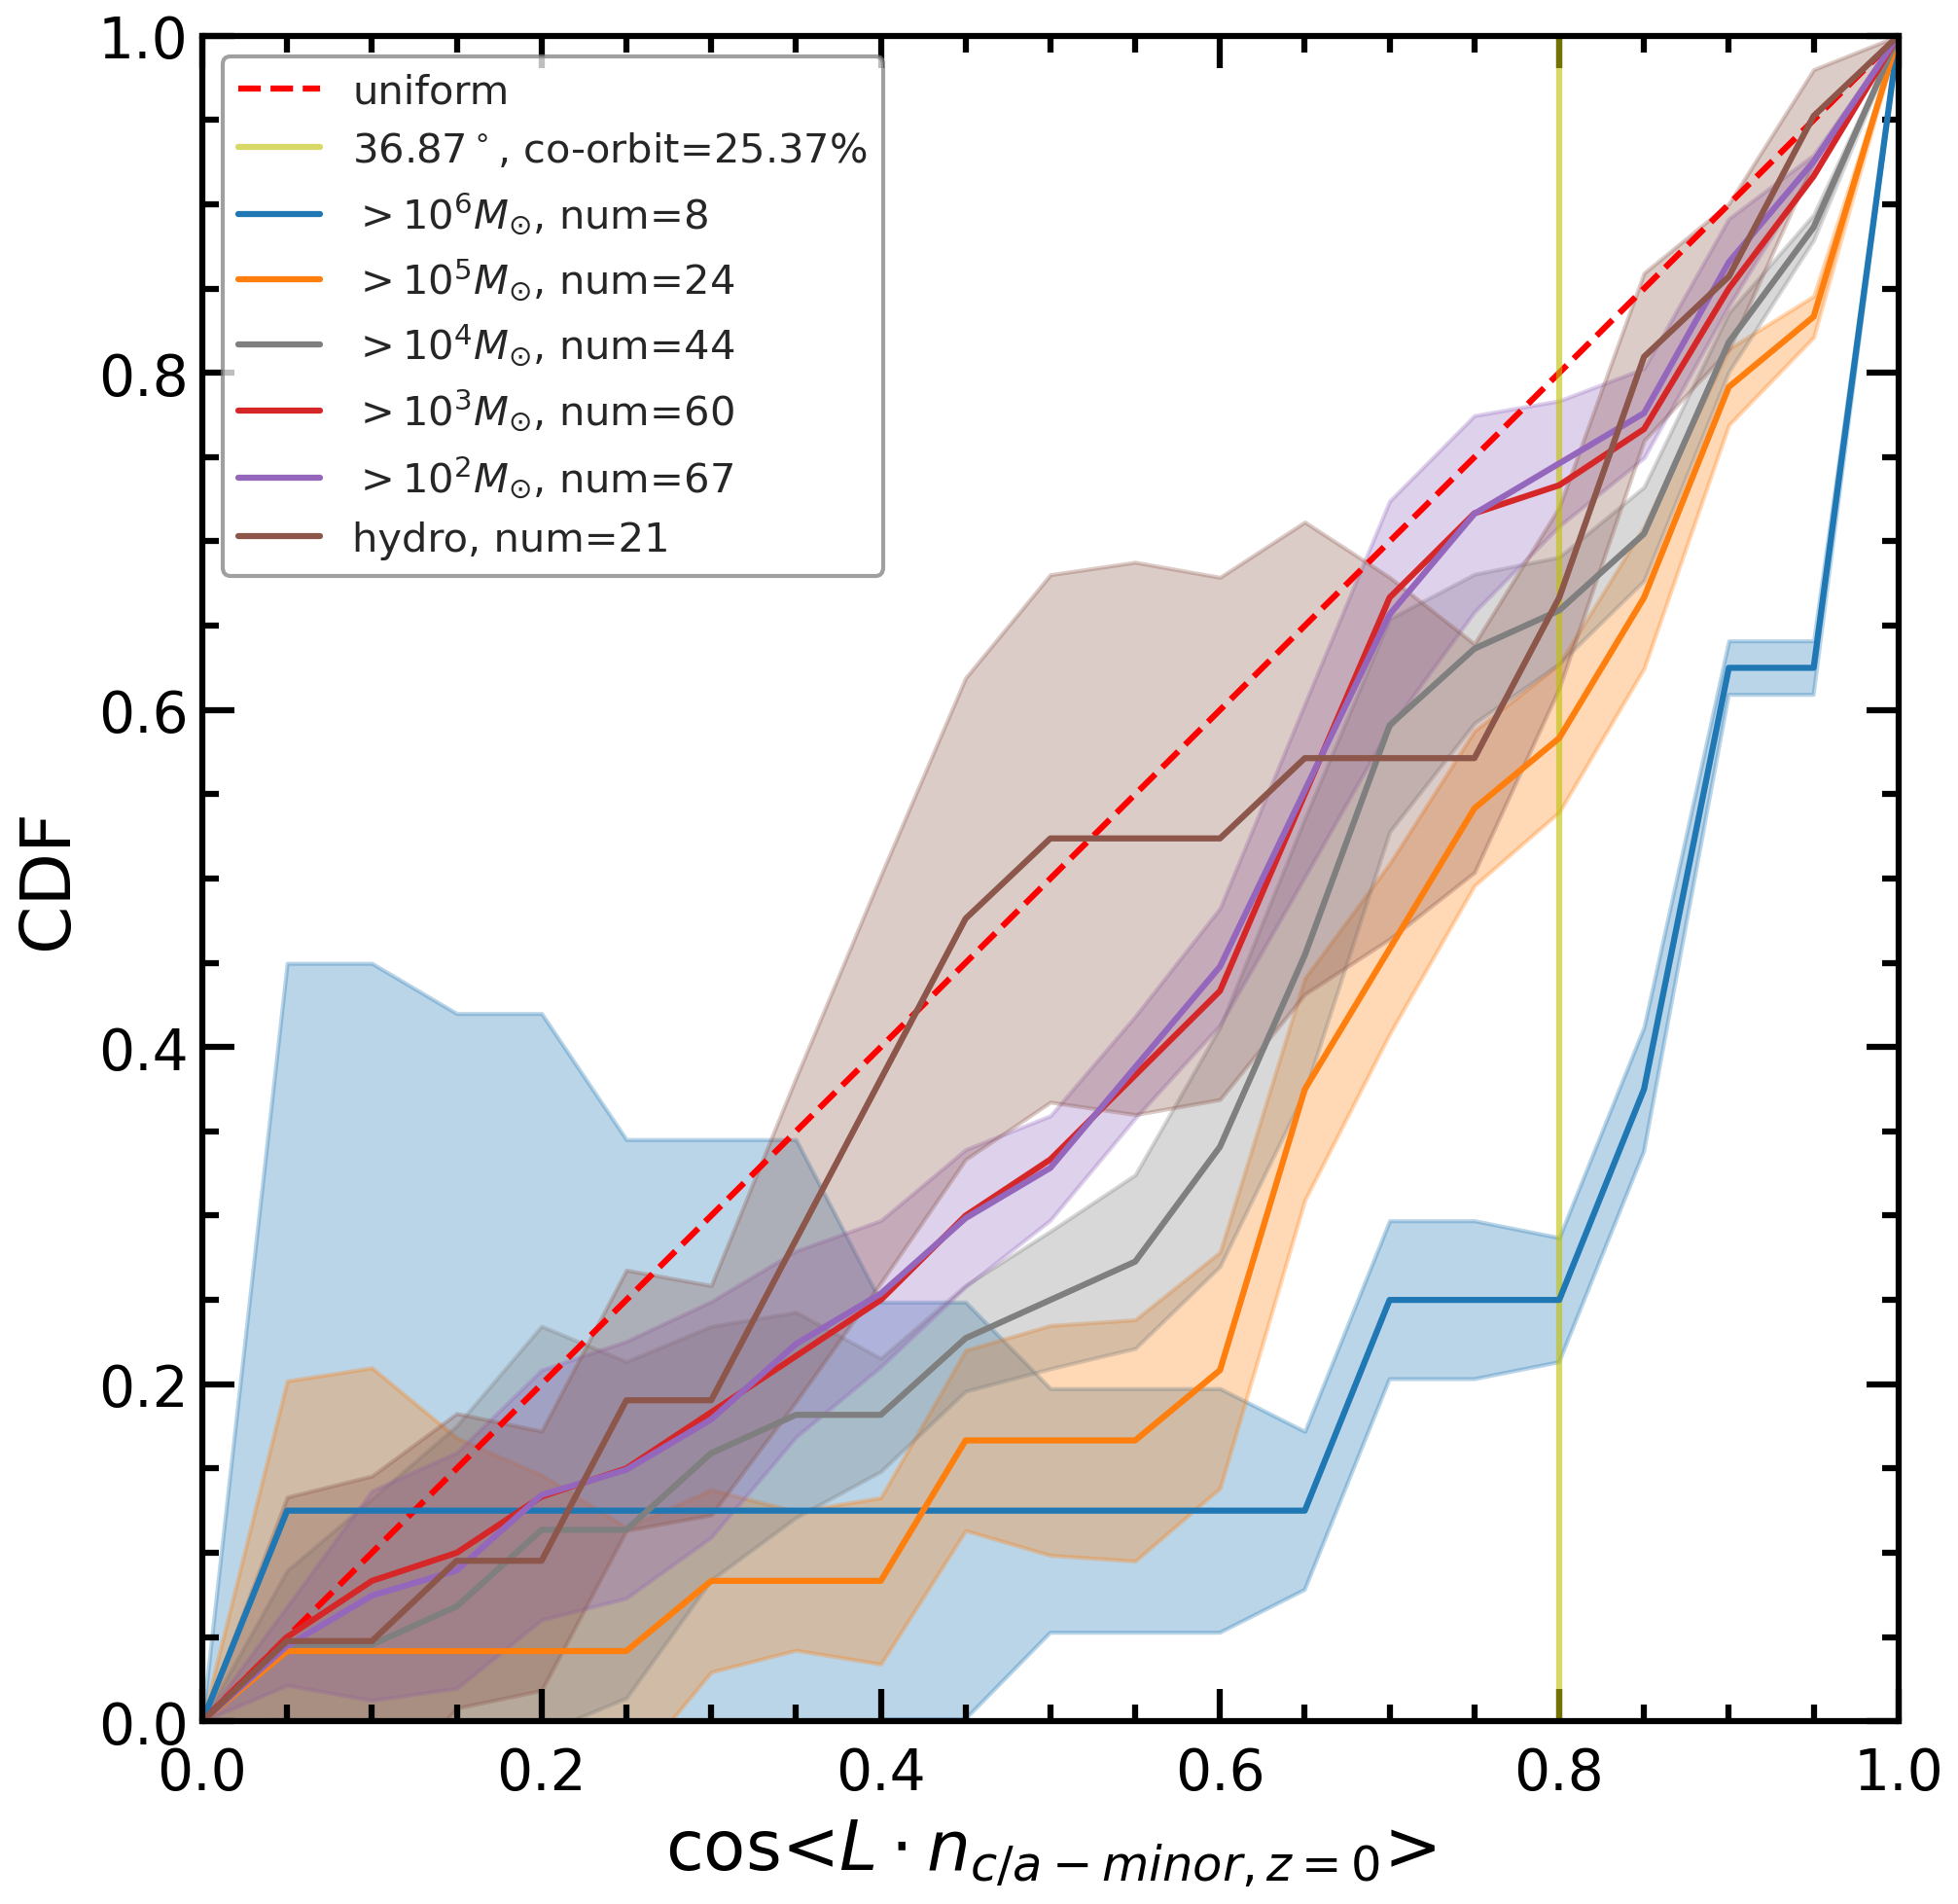 1.0
0.8
0.6
0.4
0.2
0.0
CDF
uniform
36.87°, co-orbit=25.37%
>10⁶M⊙, num=8
>10⁵M⊙, num=24
>10⁴M⊙, num=44
>10³M⊙, num=60
>10²M⊙, num=67
hydro, num=21
0.0 0.2 0.4 0.6 0.8 1.0
cos<L · n_{c/a−minor, z=0}>